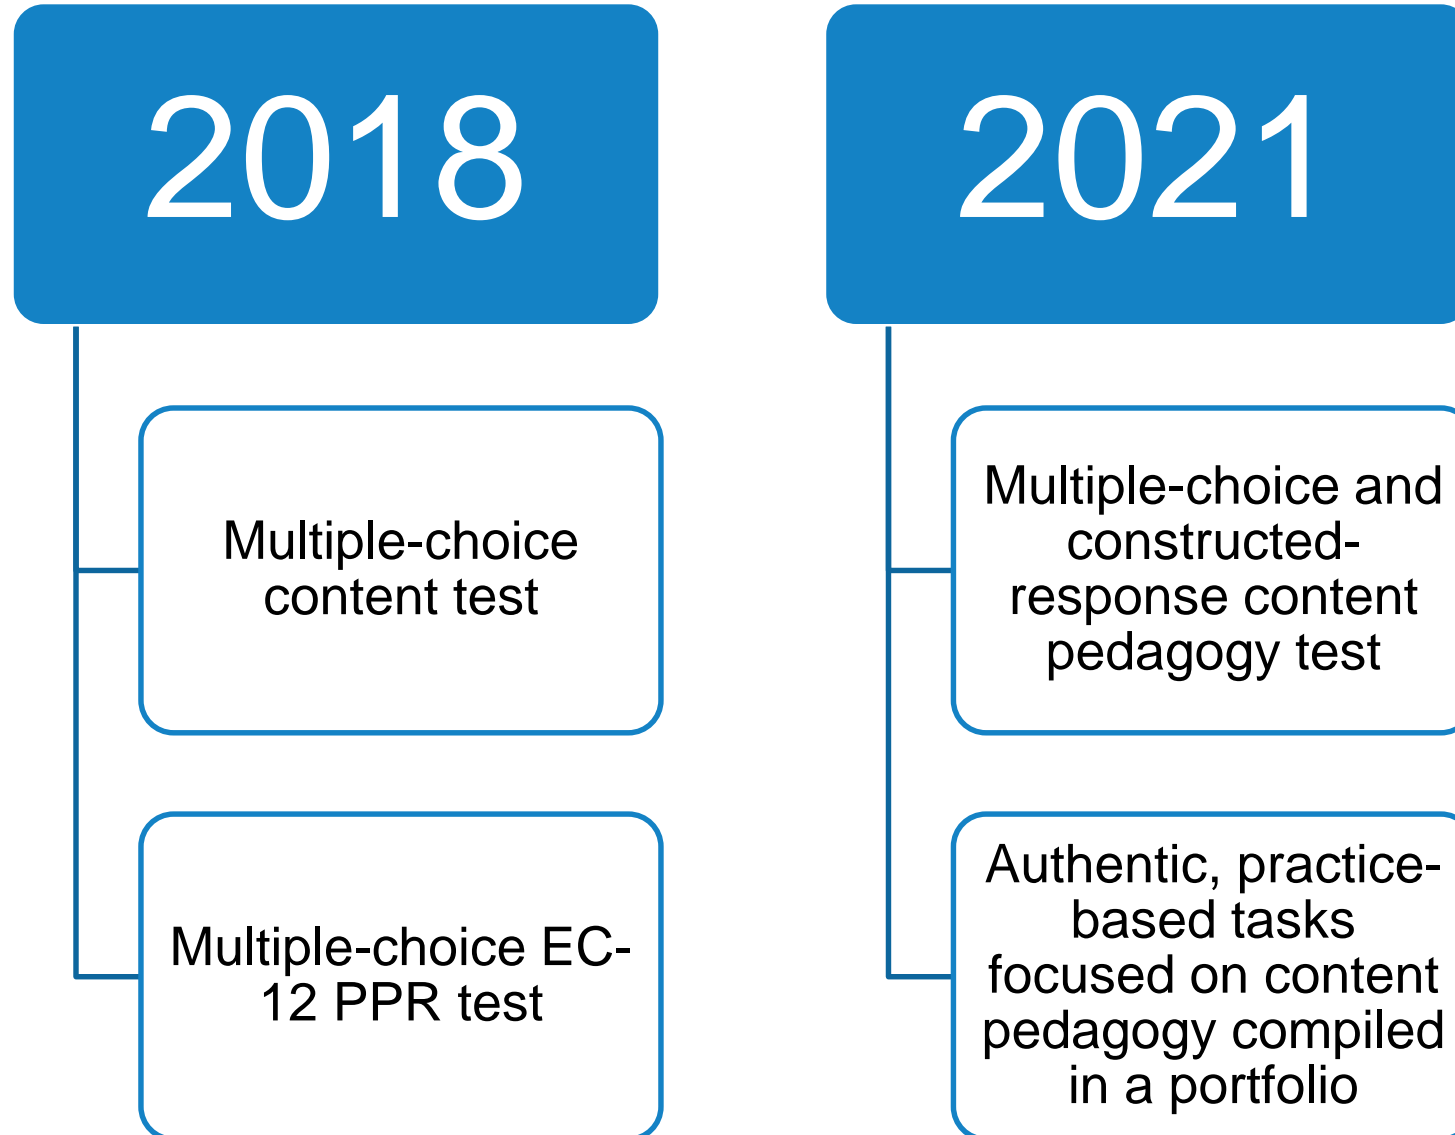 2018
Multiple-choice
content test
Multiple-choice EC-
12 PPR test
2021
Multiple-choice and
constructed-
response content
pedagogy test
Authentic, practice-
based tasks
focused on content
pedagogy compiled
in a portfolio